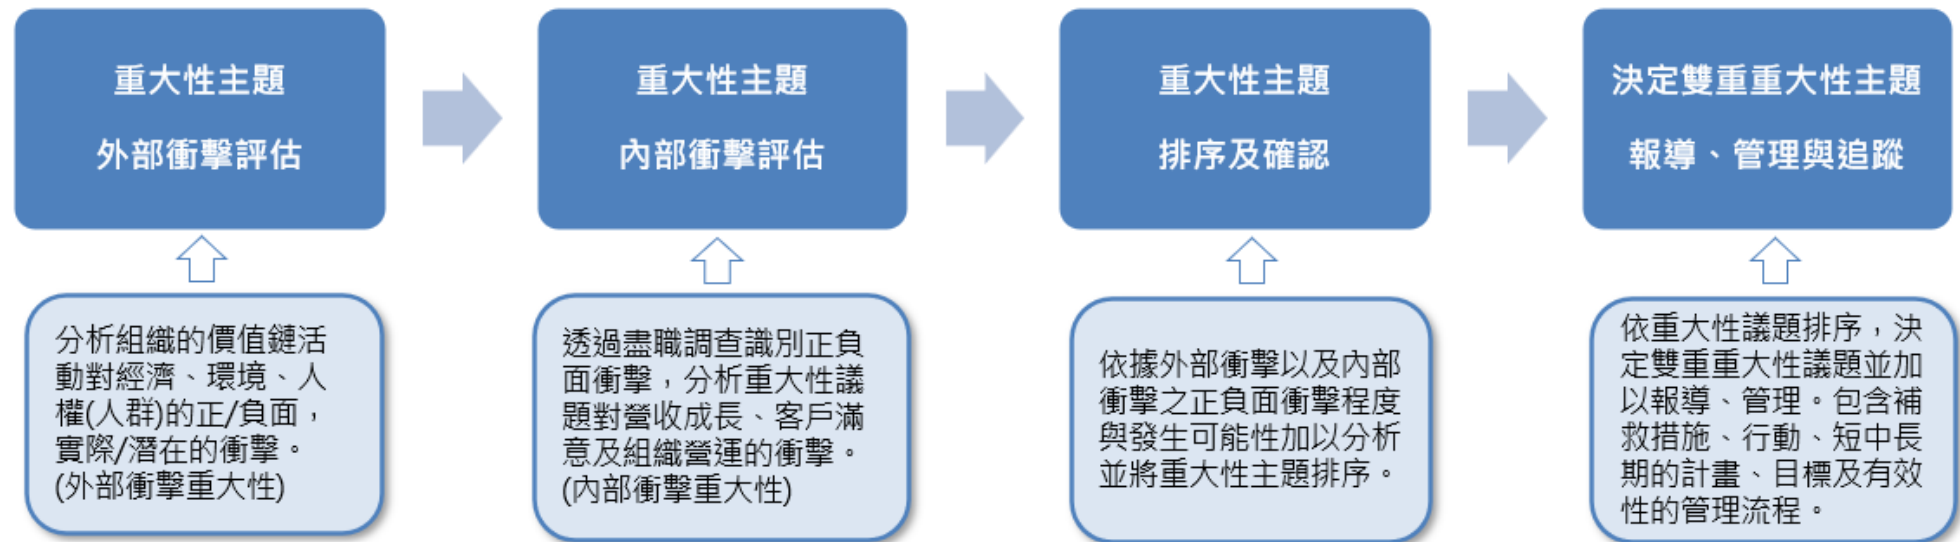 重大性主題
外部衝擊評估
重大性主題
內部衝擊評估
重大性主題
排序及確認
決定雙重重大性主題
報導、管理與追蹤
分析組織的價值鏈活
動對經濟、環境、人
權(人群)的正/負面，
實際/潛在的衝擊。
(外部衝擊重大性)
透過盡職調查識別正負
面衝擊，分析重大性議
題對營收成長、客戶滿
意及組織營運的衝擊。
(內部衝擊重大性)
依據外部衝擊以及內部
衝擊之正負面衝擊程度
與發生可能性加以分析
並將重大性主題排序。
依重大性議題排序，決
定雙重重大性議題並加
以報導、管理。包含補
救措施、行動、短中長
期的計畫、目標及有效
性的管理流程。